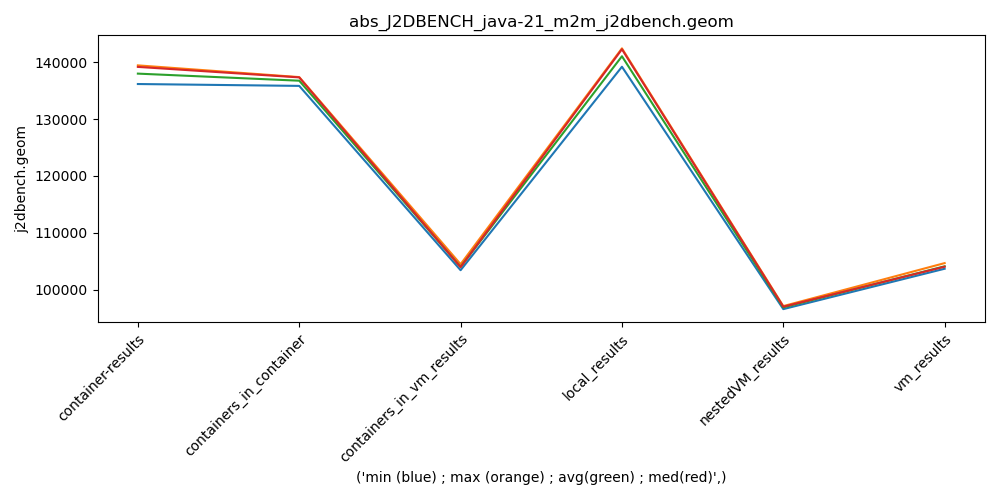 abs_J2DBENCH_java-21_m2m_j2dbench.geom
140000
130000
120000
110000
100000
j2dbench.geom
container-results
containers_in_container
containers_in_vm_results
local_results
nestedVM_results
vm_results
('min (blue) ; max (orange) ; avg(green) ; med(red)',)